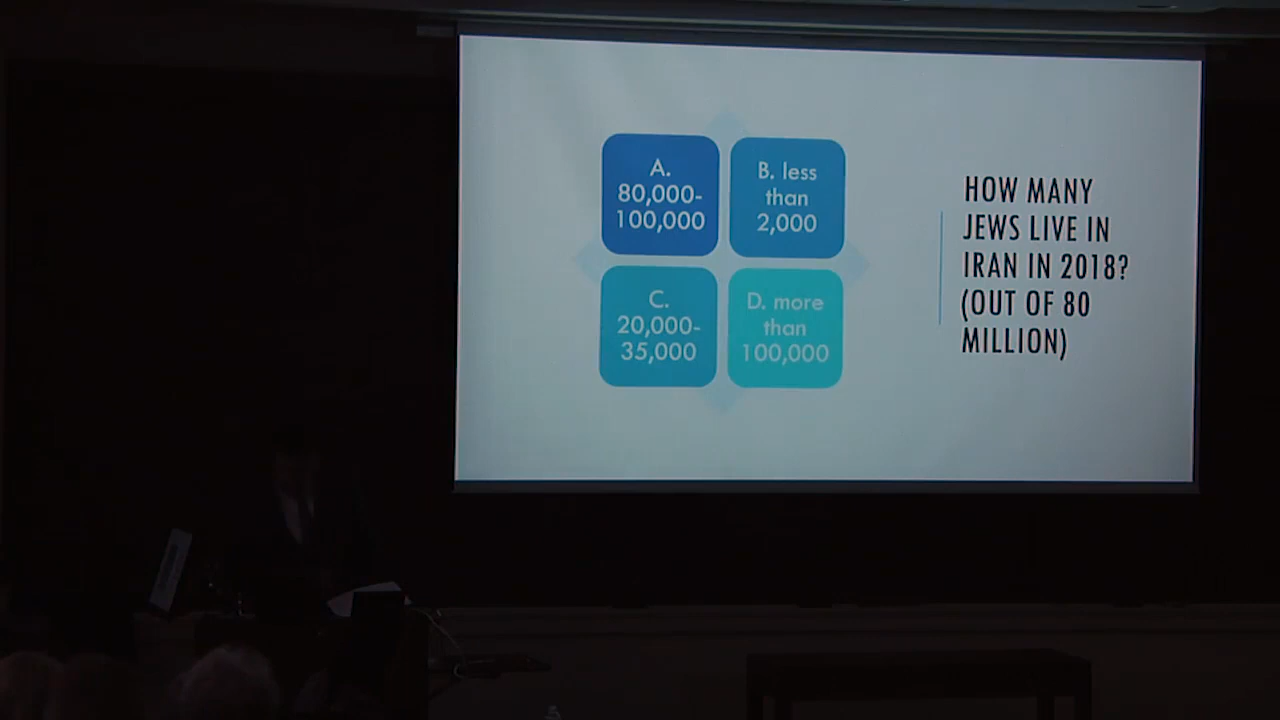 A.
80,000-
100,000
B. less
than
2,000
C.
20,000-
35,000
D. more
than
100,000
HOW MANY
JEWS LIVE IN
IRAN IN 2018?
(OUT OF 80
MILLION)